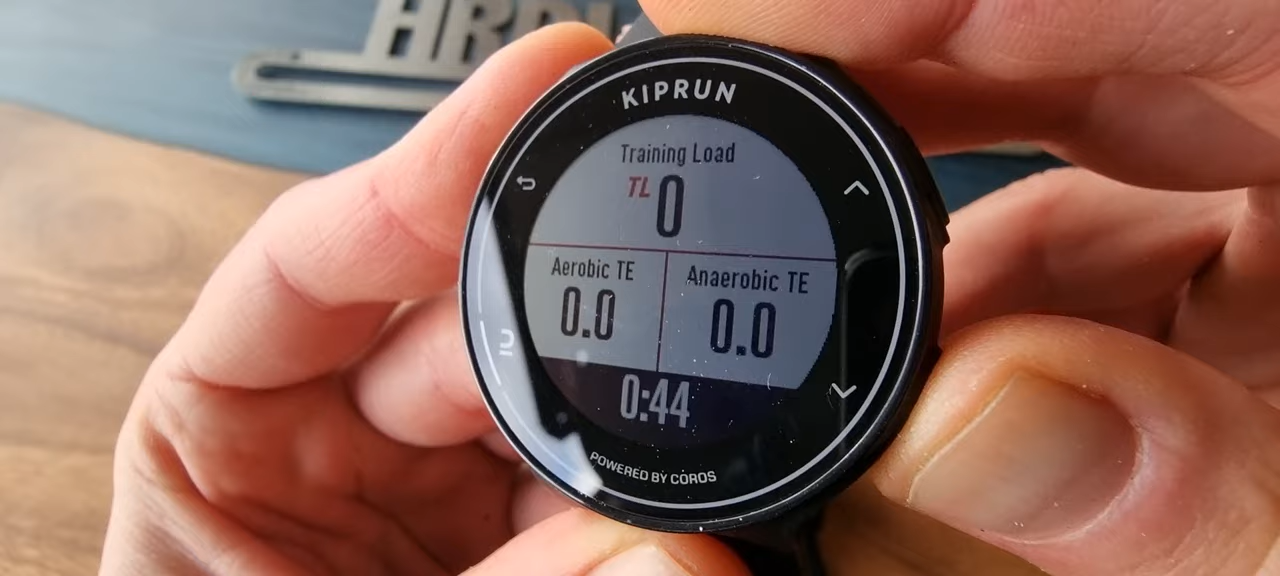 KIPRUN
Training Load
TL 0
Aerobic TE
0.0
Anaerobic TE
0.0
0:44
POWERED BY COROS